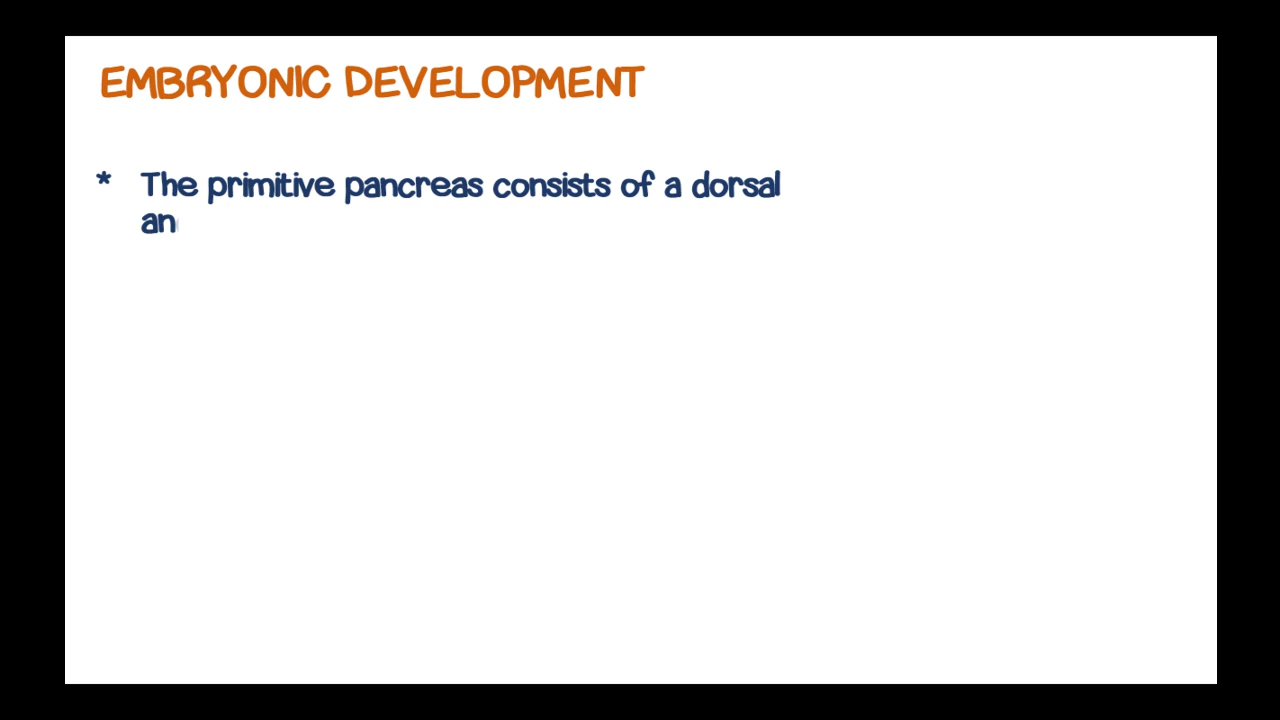 EMBRYONIC DEVELOPMENT
* The primitive pancreas consists of a dorsal
an